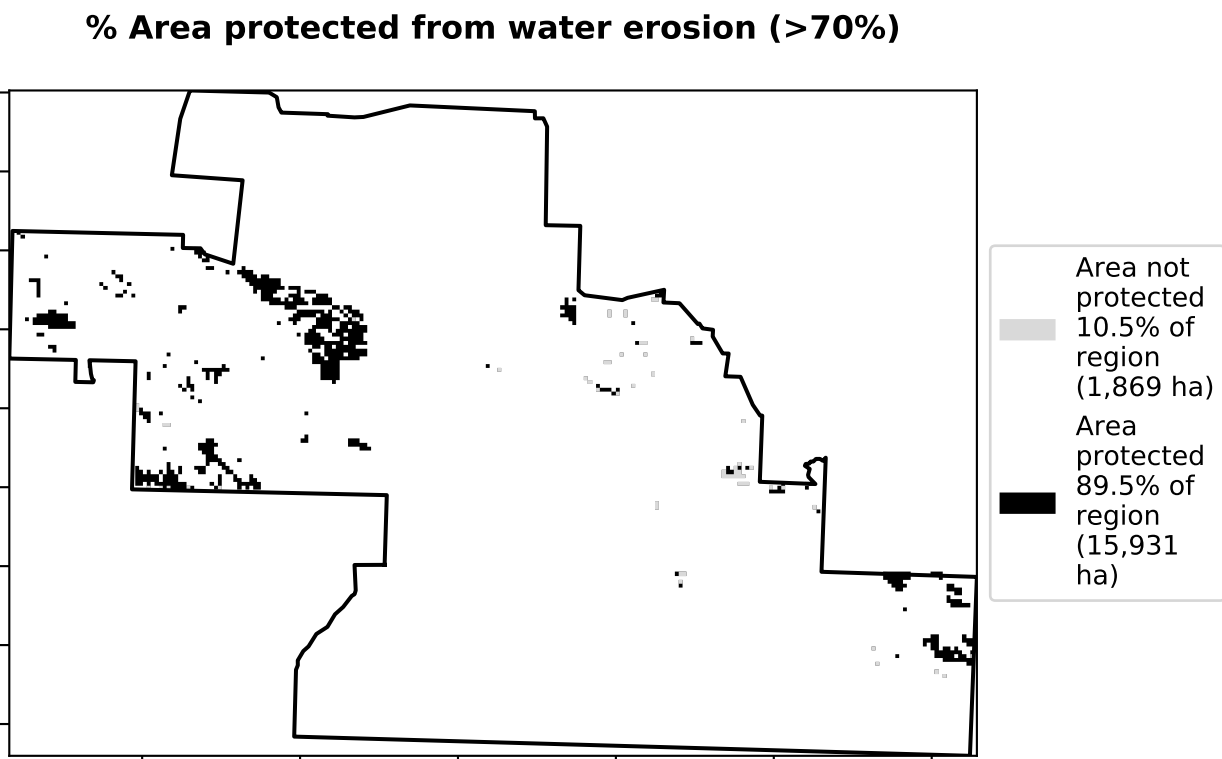 % Area protected from water erosion (>70%)
Area not
protected
10.5% of
region
(1,869 ha)
Area
protected
89.5% of
region
(15,931
ha)